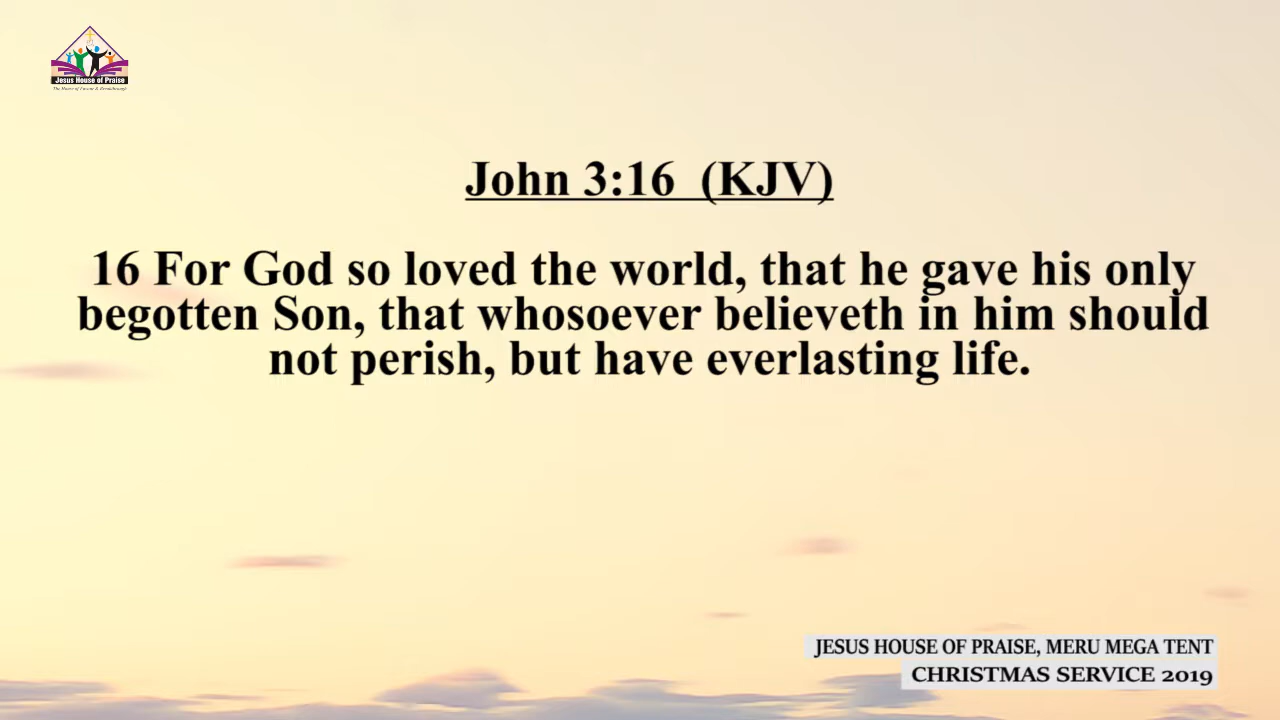 Jesus House of Praise
John 3:16 (KJV)
16 For God so loved the world, that he gave his only
begotten Son, that whosoever believeth in him should
not perish, but have everlasting life.
JESUS HOUSE OF PRAISE, MERU MEGA TENT
CHRISTMAS SERVICE 2019